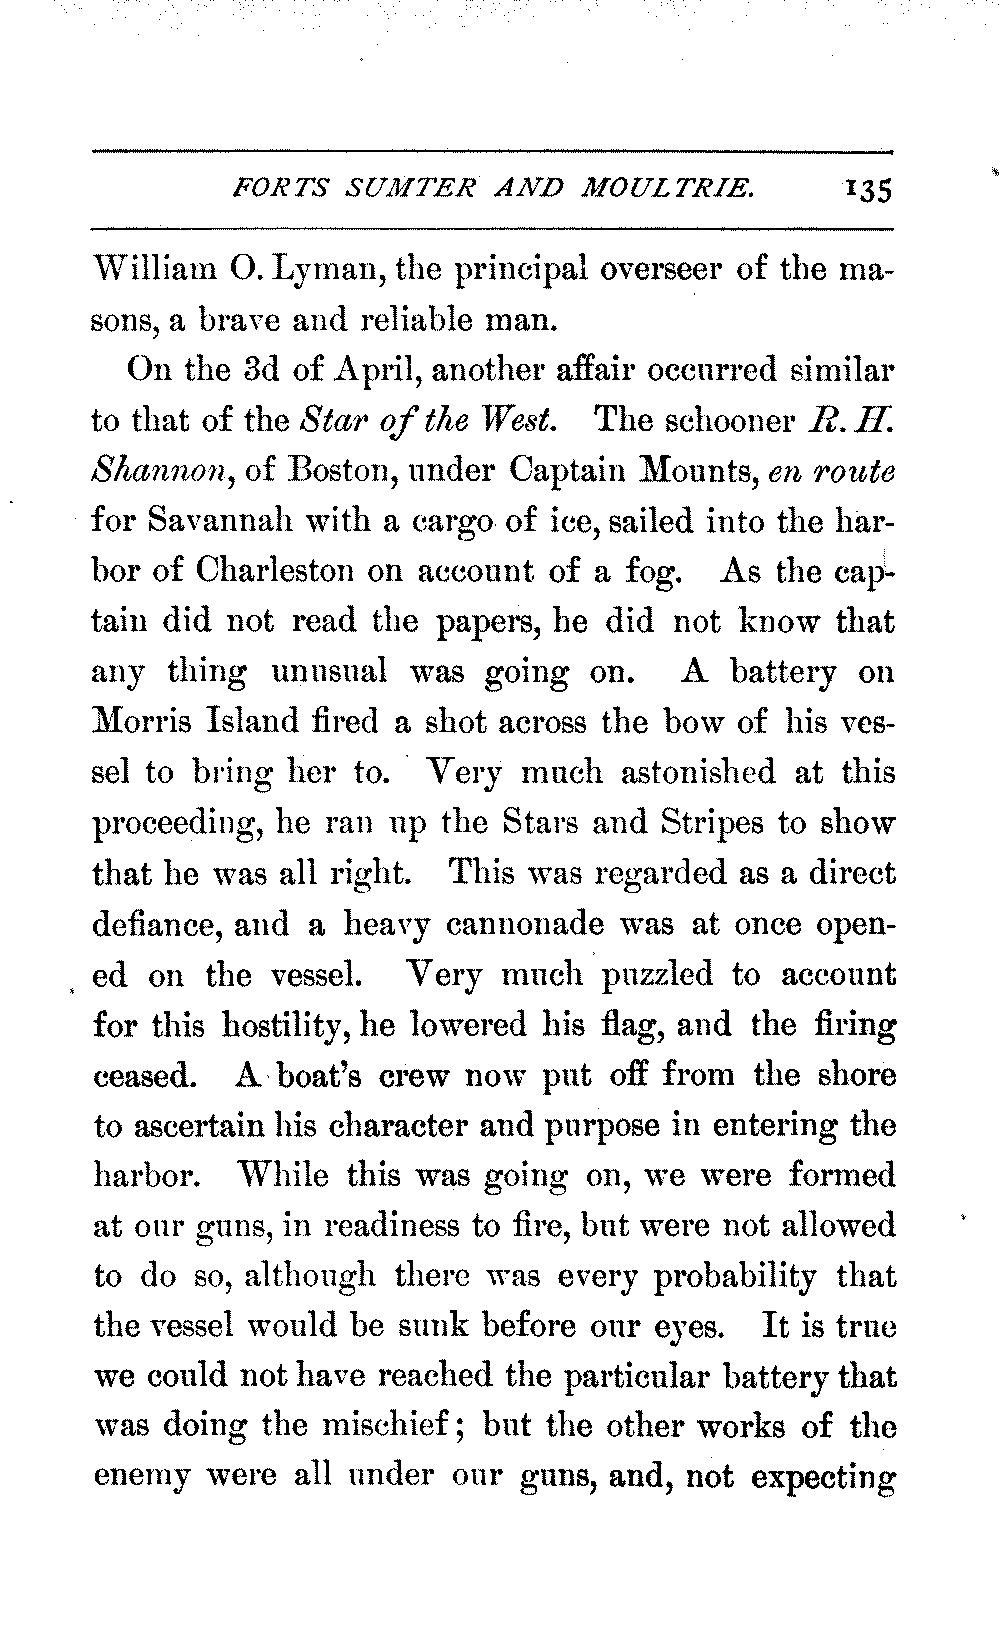 FORTS SUMTER AND MOULTRIE. 135
William O. Lyman, the principal overseer of the ma-
sons, a brave and reliable man.
On the 3d of April, another affair occurred similar
to that of the Star of the West. The schooner R. H.
Shannon, of Boston, under Captain Mounts, en route
for Savannah with a cargo of ice, sailed into the har-
bor of Charleston on account of a fog. As the cap-
tain did not read the papers, he did not know that
any thing unusual was going on. A battery on
Morris Island fired a shot across the bow of his ves-
sel to bring her to. Very much astonished at this
proceeding, he ran up the Stars and Stripes to show
that he was all right. This was regarded as a direct
defiance, and a heavy cannonade was at once open-
ed on the vessel. Very much puzzled to account
for this hostility, he lowered his flag, and the firing
ceased. A boat's crew now put off from the shore
to ascertain his character and purpose in entering the
harbor. While this was going on, we were formed
at our guns, in readiness to fire, but were not allowed
to do so, although there was every probability that
the vessel would be sunk before our eyes. It is true
we could not have reached the particular battery that
was doing the mischief; but the other works of the
enemy were all under our guns, and, not expecting